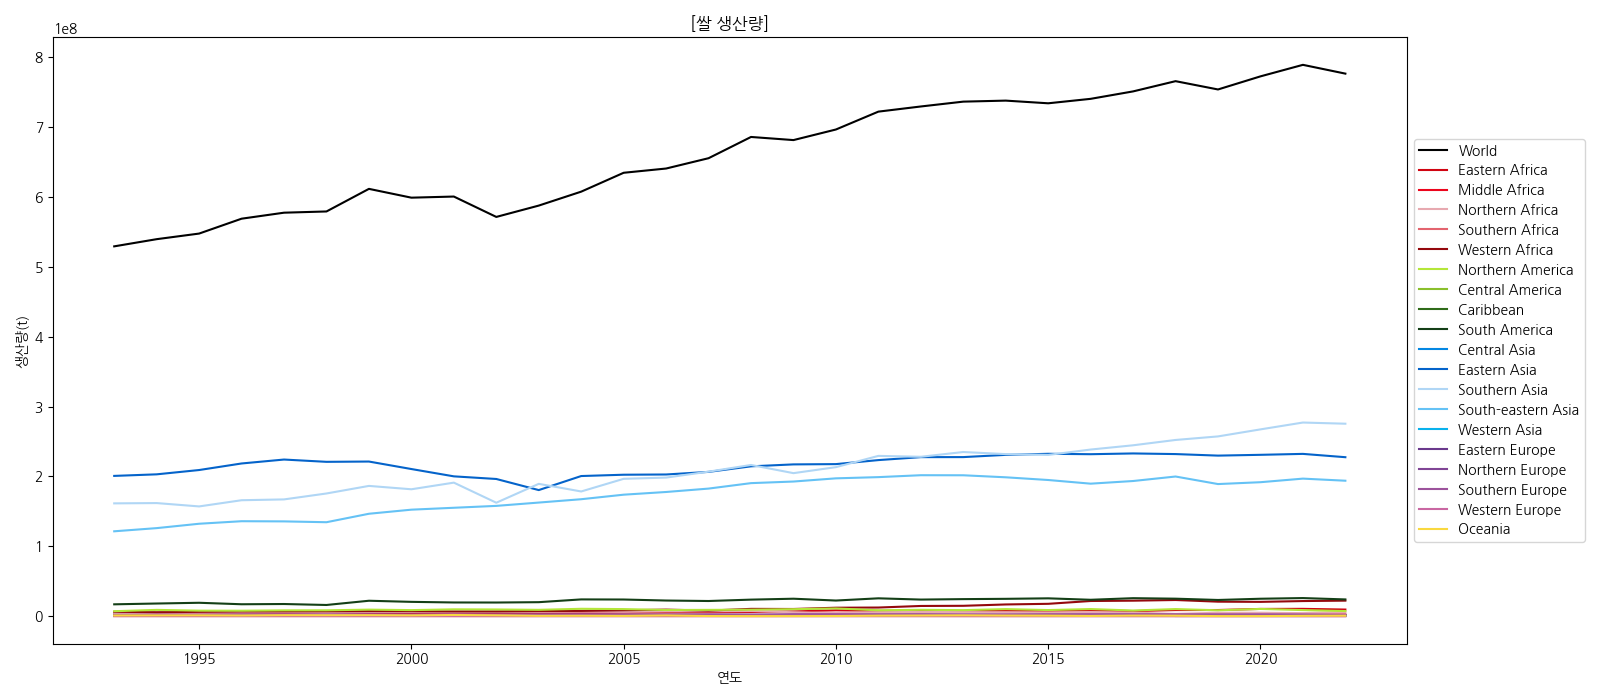 [쌀 생산량]
1e8
8
7
6
5
4
3
2
1
0
생산량(t)
1995
2000
2005
2010
2015
2020
연도
World
Eastern Africa
Middle Africa
Northern Africa
Southern Africa
Western Africa
Northern America
Central America
Caribbean
South America
Central Asia
Eastern Asia
Southern Asia
South-eastern Asia
Western Asia
Eastern Europe
Northern Europe
Southern Europe
Western Europe
Oceania